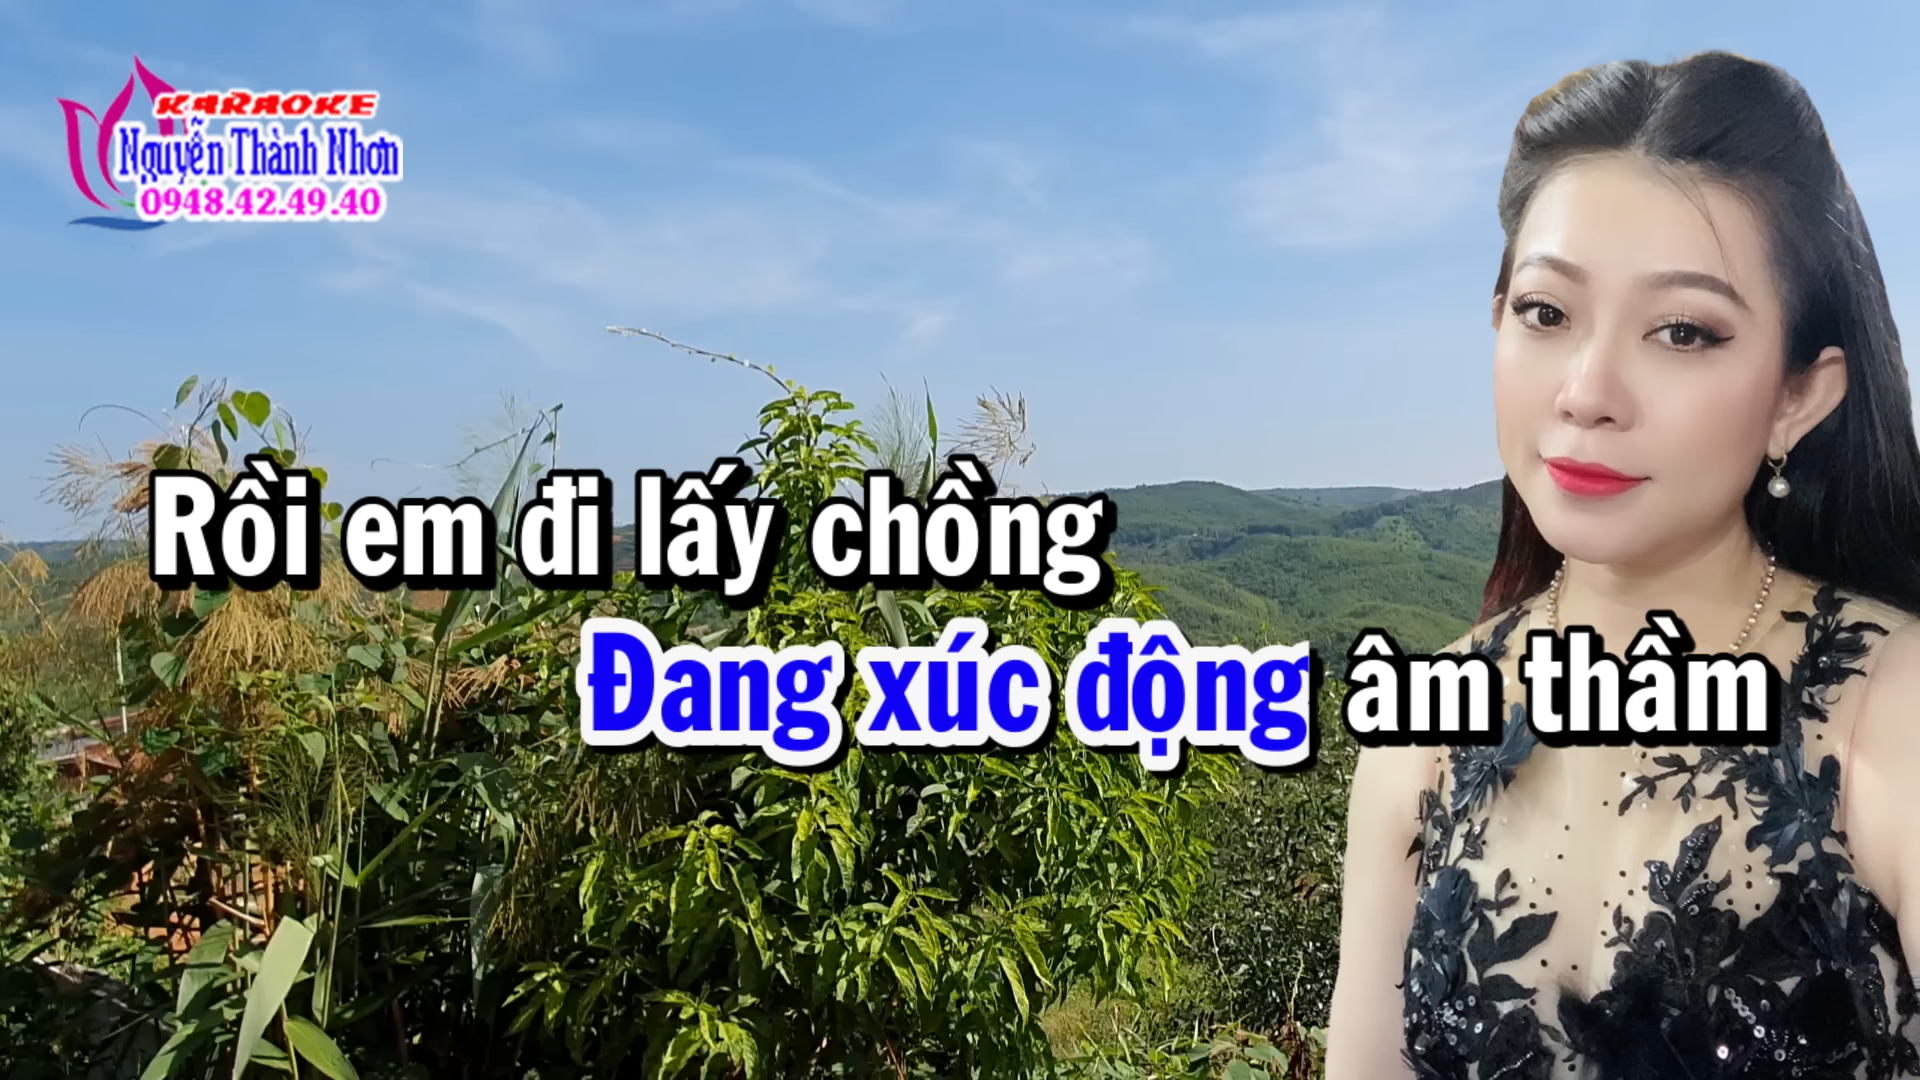 KARAOKE
Nguyễn Thành Nhơn
0948.42.49.40
Rồi em đi lấy chồng
Đang xúc động âm thầm